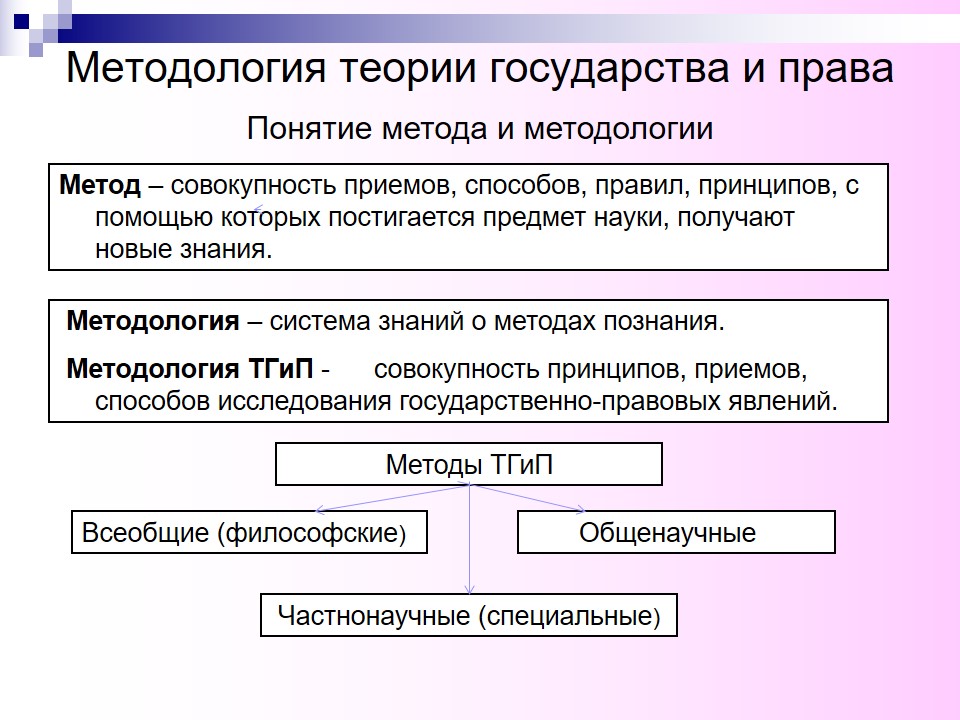 Методология теории государства и права
Понятие метода и методологии
Метод – совокупность приемов, способов, правил, принципов, с
помощью которых постигается предмет науки, получают
новые знания.
Методология – система знаний о методах познания.
Методология ТГиП - совокупность принципов, приемов,
способов исследования государственно-правовых явлений.
Методы ТГиП
Всеобщие (философские)
Общенаучные
Частнонаучные (специальные)